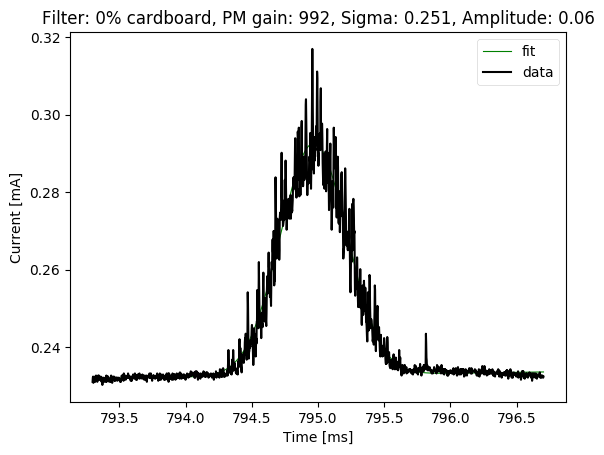 Filter: 0% cardboard, PM gain: 992, Sigma: 0.251, Amplitude: 0.06
fit
data
0.32
0.30
0.28
0.26
0.24
Current [mA]
793.5 794.0 794.5 795.0 795.5 796.0 796.5
Time [ms]